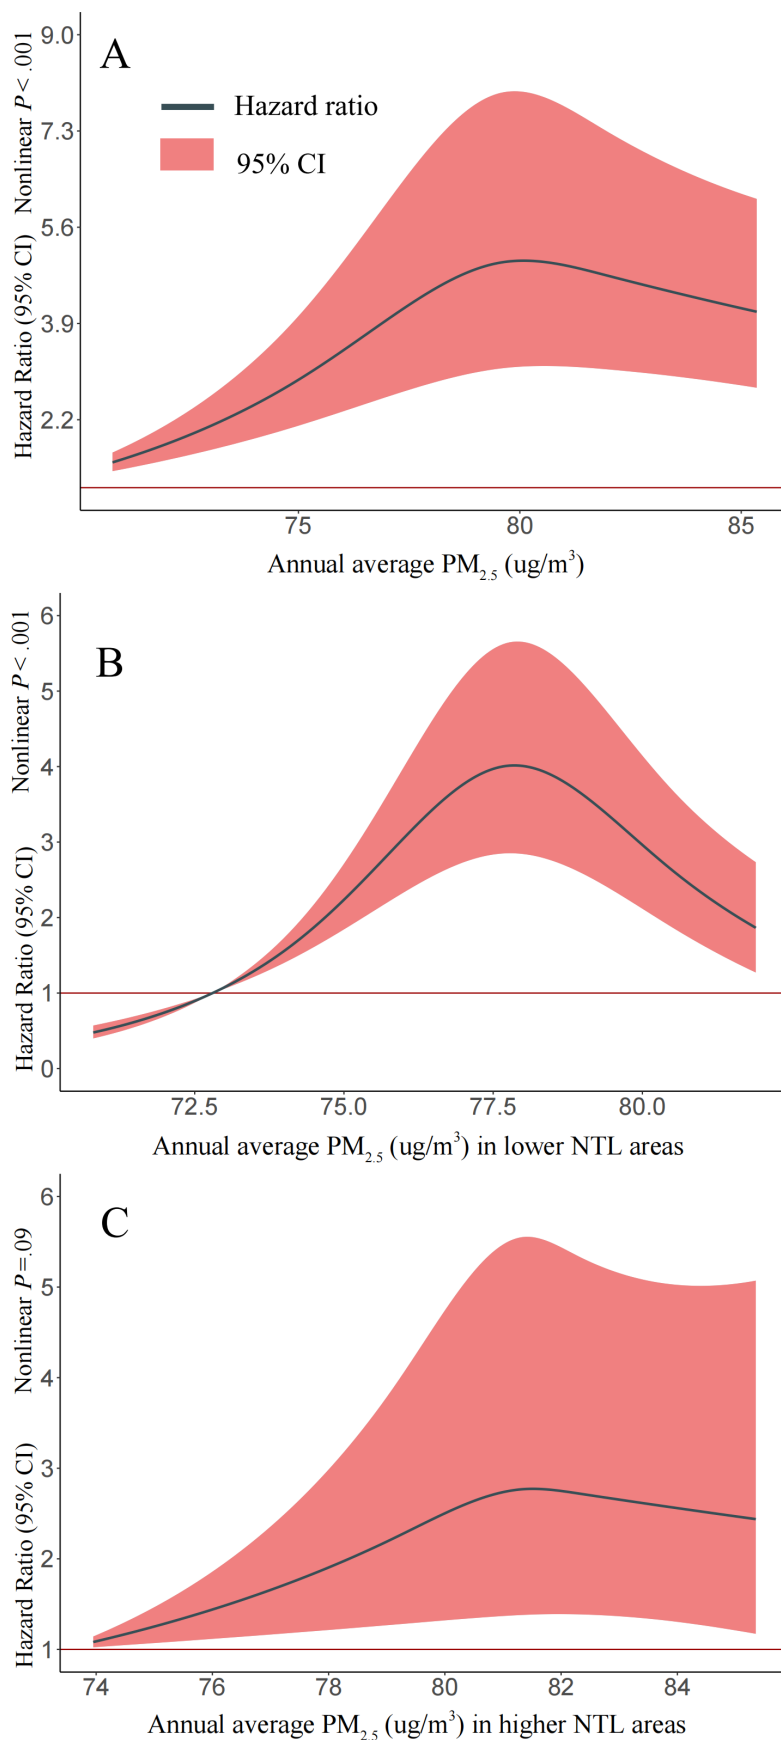 A
Hazard ratio
95% CI
Hazard Ratio (95% CI) Nonlinear P < .001
9.0
7.3
5.6
3.9
2.2
75 80 85
Annual average PM2.5 (ug/m³)
B
Hazard Ratio (95% CI) Nonlinear P < .001
6
5
4
3
2
1
0
72.5 75.0 77.5 80.0
Annual average PM2.5 (ug/m³) in lower NTL areas
C
Hazard Ratio (95% CI) Nonlinear P=.09
6
5
4
3
2
1
74 76 78 80 82 84
Annual average PM2.5 (ug/m³) in higher NTL areas